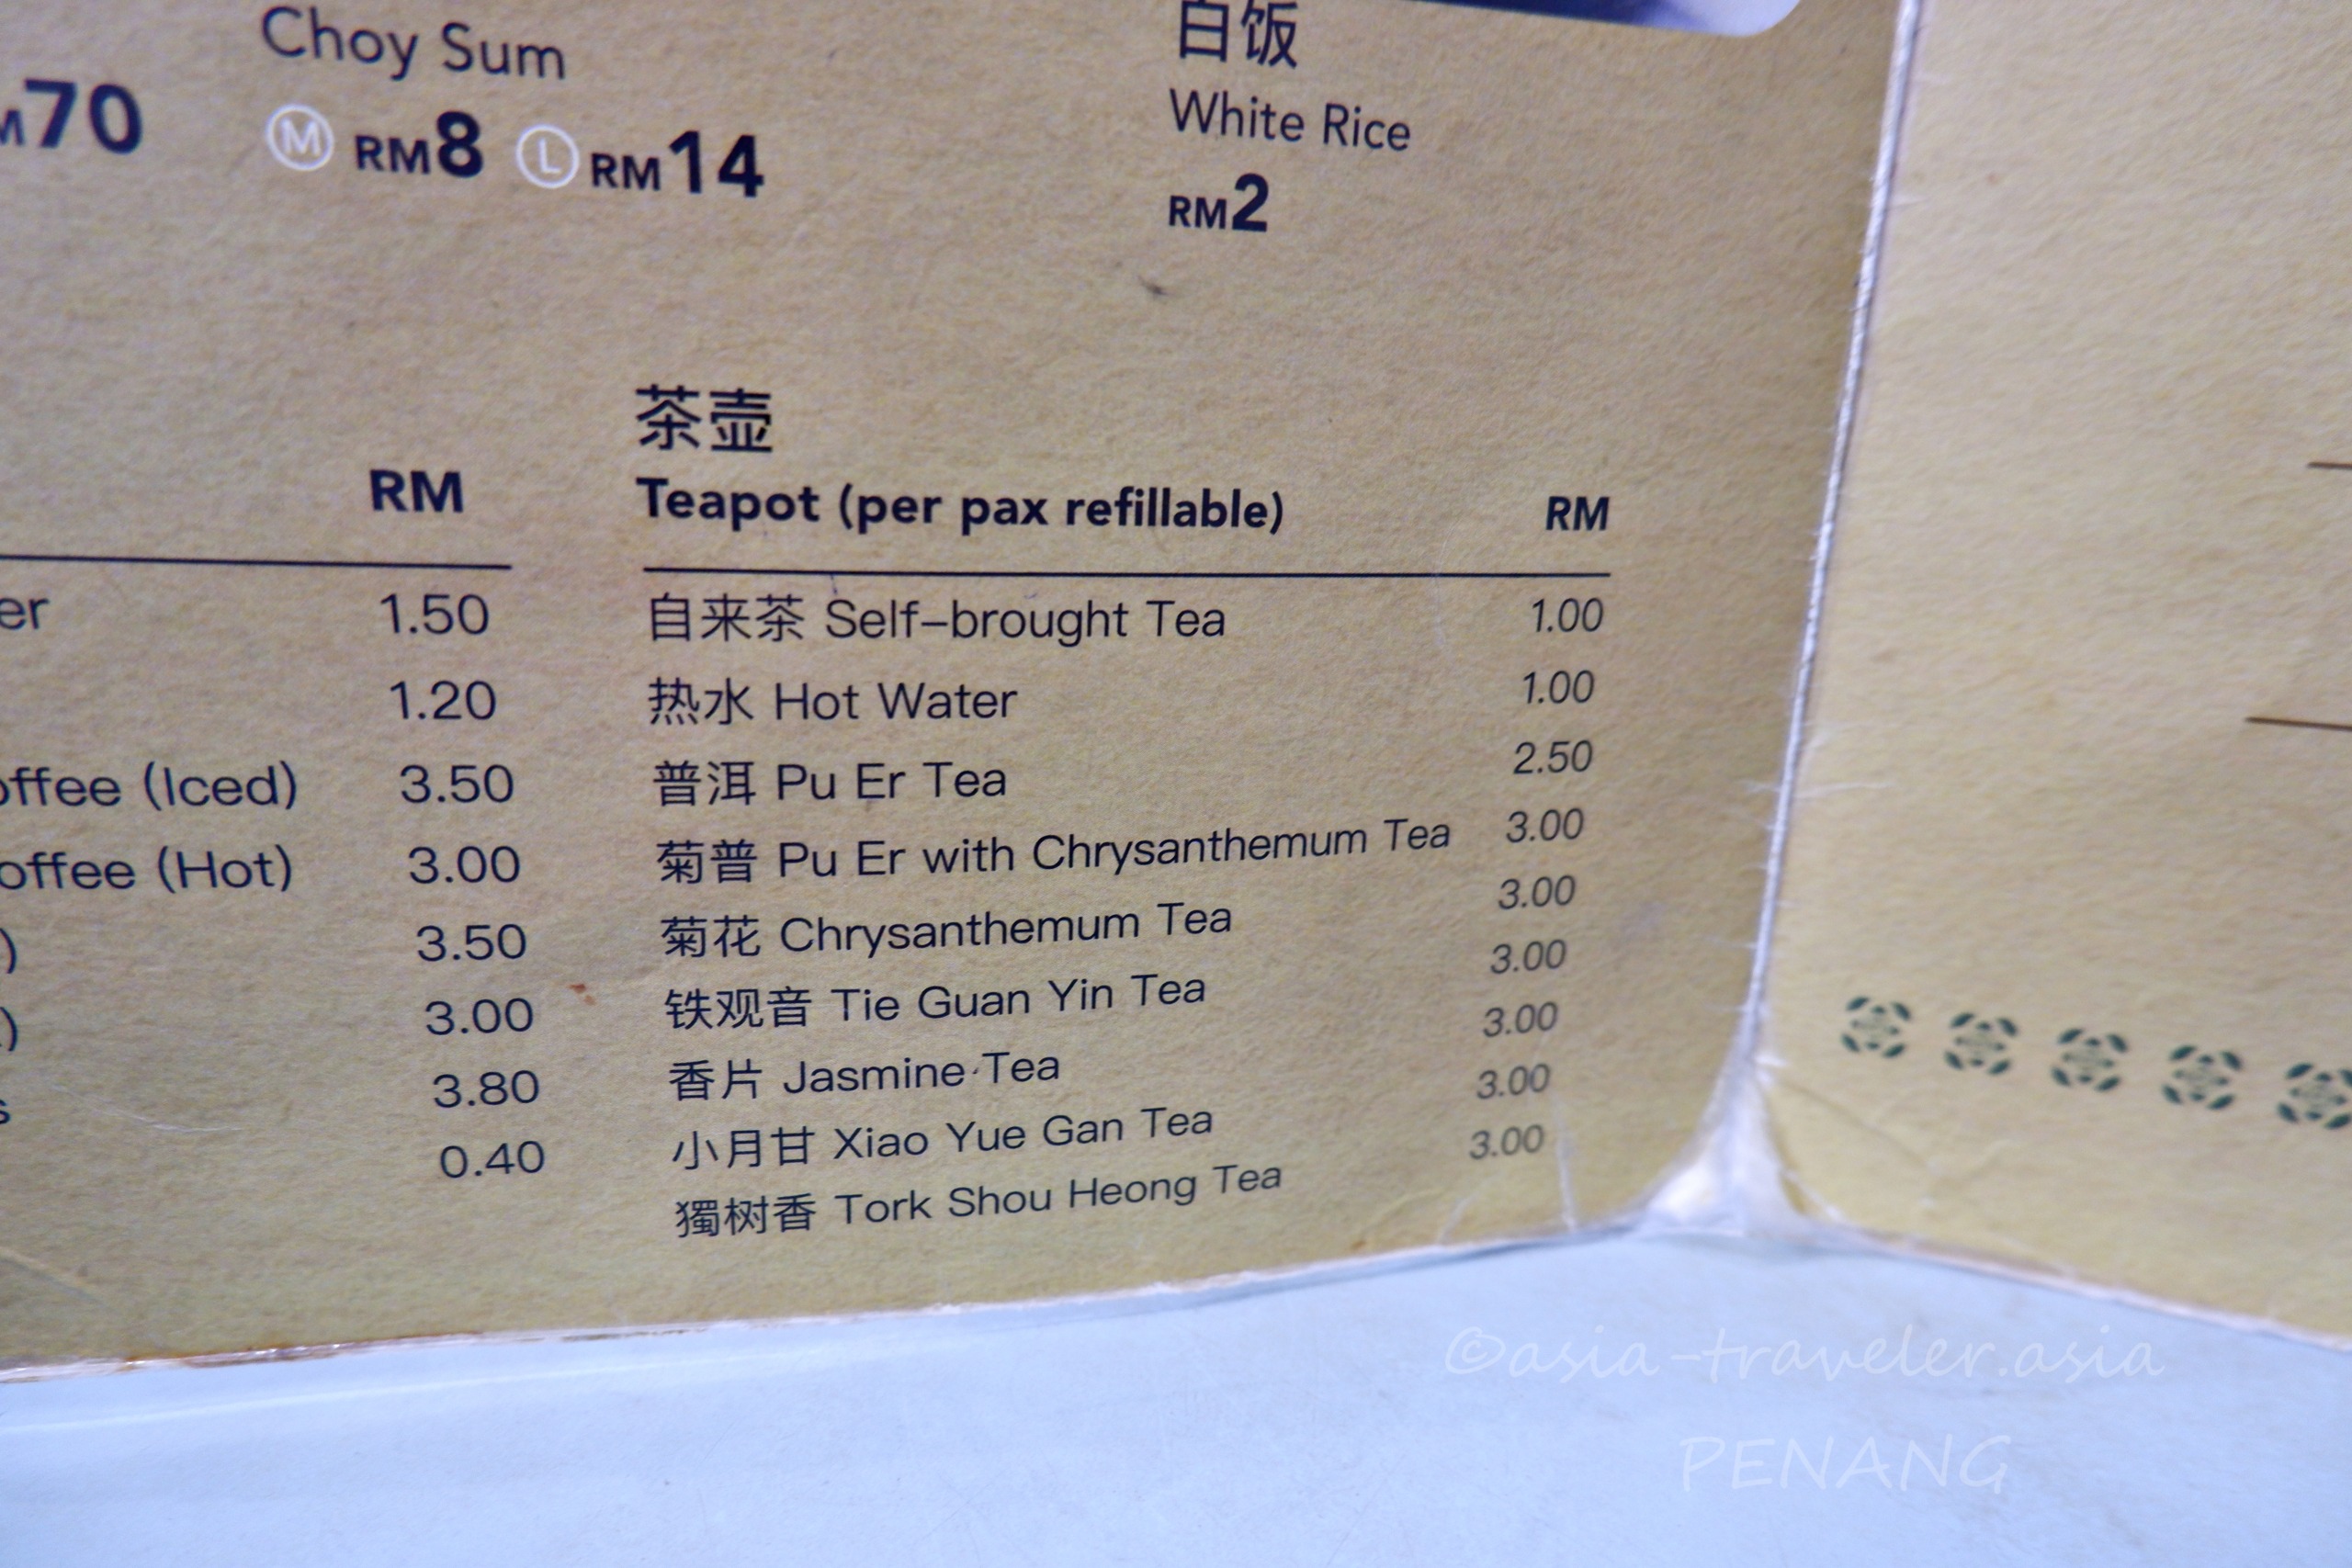 Choy Sum
70
Ⓜ RM8 Ⓛ RM14
白饭
White Rice
RM2
RM
er 1.50
1.20
offee (Iced) 3.50
offee (Hot) 3.00
) 3.50
) 3.00
s 3.80
0.40
茶壶
Teapot (per pax refillable) RM
自来茶 Self-brought Tea 1.00
热水 Hot Water 1.00
普洱 Pu Er Tea 2.50
菊普 Pu Er with Chrysanthemum Tea 3.00
菊花 Chrysanthemum Tea 3.00
铁观音 Tie Guan Yin Tea 3.00
香片 Jasmine Tea 3.00
小月甘 Xiao Yue Gan Tea 3.00
獨树香 Tork Shou Heong Tea 3.00
©asia-traveler.asia
PENANG